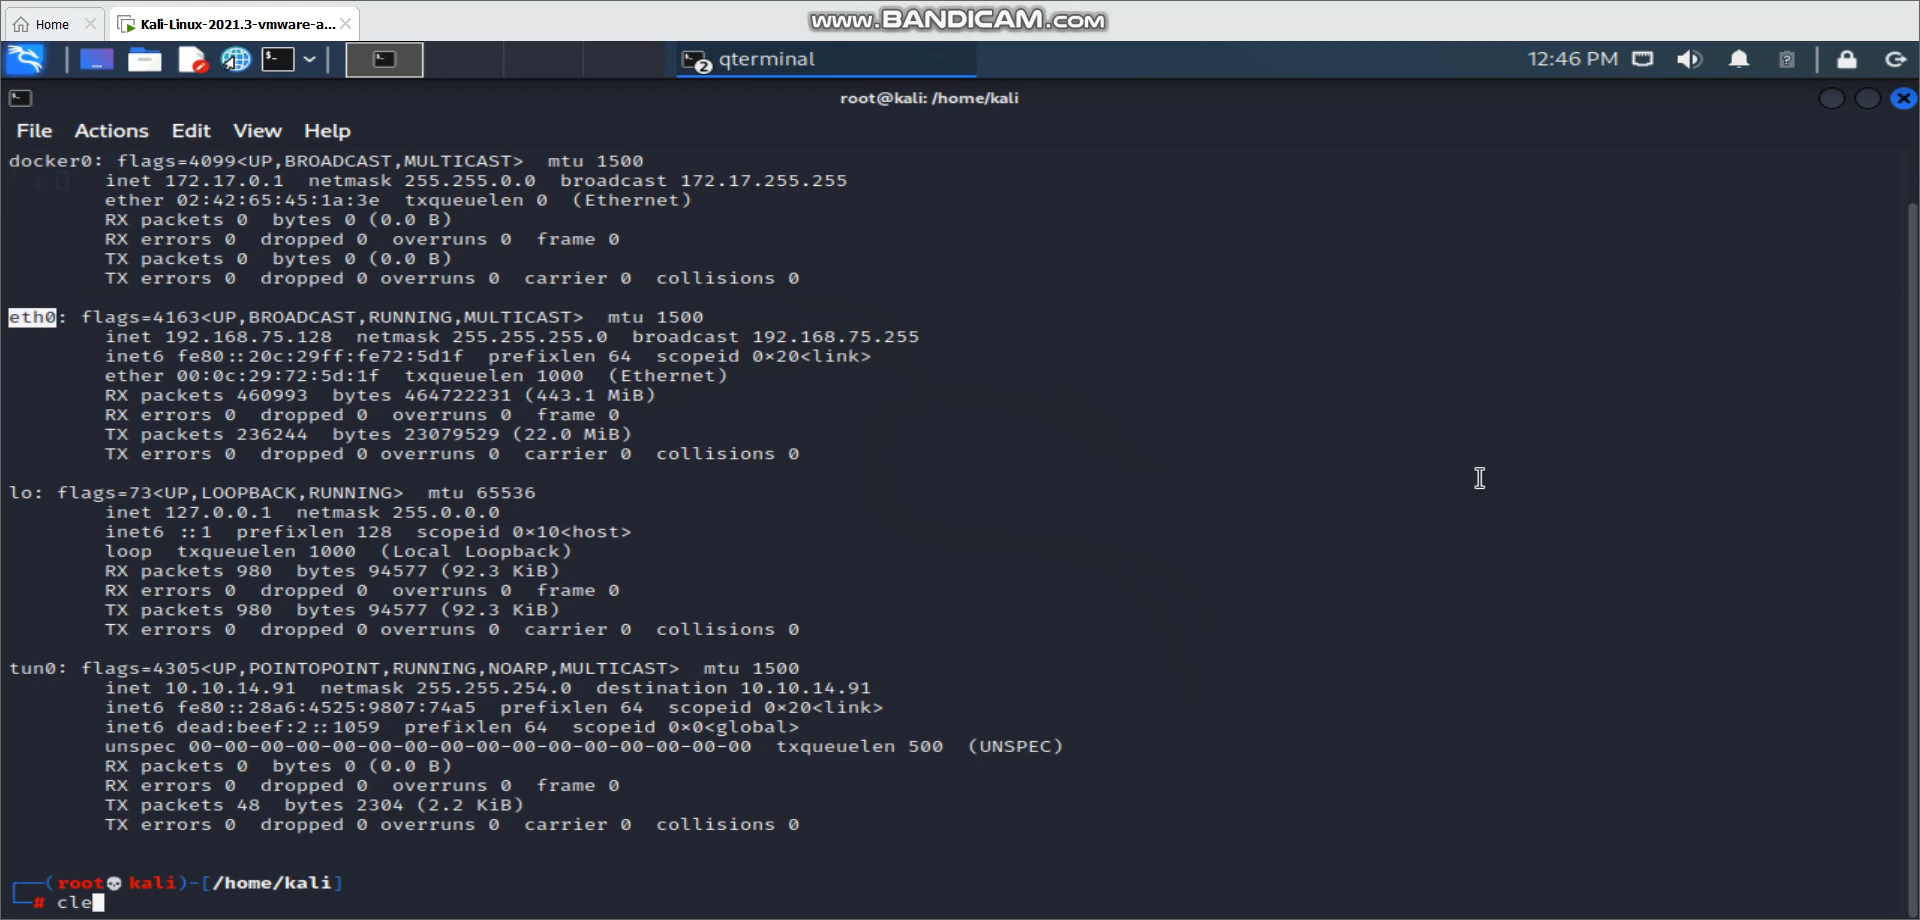 Home
Kali-Linux-2021.3-vmware-a...
www.BANDICAM.COM
qterminal
2
12:46 PM
root@kali: /home/kali
File Actions Edit View Help
docker0: flags=4099<UP,BROADCAST,MULTICAST>  mtu 1500
        inet 172.17.0.1  netmask 255.255.0.0  broadcast 172.17.255.255
        ether 02:42:65:45:1a:3e  txqueuelen 0  (Ethernet)
        RX packets 0  bytes 0 (0.0 B)
        RX errors 0  dropped 0  overruns 0  frame 0
        TX packets 0  bytes 0 (0.0 B)
        TX errors 0  dropped 0 overruns 0  carrier 0  collisions 0
eth0: flags=4163<UP,BROADCAST,RUNNING,MULTICAST>  mtu 1500
        inet 192.168.75.128  netmask 255.255.255.0  broadcast 192.168.75.255
        inet6 fe80::20c:29ff:fe72:5d1f  prefixlen 64  scopeid 0×20<link>
        ether 00:0c:29:72:5d:1f  txqueuelen 1000  (Ethernet)
        RX packets 460993  bytes 464722231 (443.1 MiB)
        RX errors 0  dropped 0  overruns 0  frame 0
        TX packets 236244  bytes 23079529 (22.0 MiB)
        TX errors 0  dropped 0 overruns 0  carrier 0  collisions 0
lo: flags=73<UP,LOOPBACK,RUNNING>  mtu 65536
        inet 127.0.0.1  netmask 255.0.0.0
        inet6 ::1  prefixlen 128  scopeid 0×10<host>
        loop  txqueuelen 1000  (Local Loopback)
        RX packets 980  bytes 94577 (92.3 KiB)
        RX errors 0  dropped 0  overruns 0  frame 0
        TX packets 980  bytes 94577 (92.3 KiB)
        TX errors 0  dropped 0 overruns 0  carrier 0  collisions 0
tun0: flags=4305<UP,POINTOPOINT,RUNNING,NOARP,MULTICAST>  mtu 1500
        inet 10.10.14.91  netmask 255.255.254.0  destination 10.10.14.91
        inet6 fe80::28a6:4525:9807:74a5  prefixlen 64  scopeid 0×20<link>
        inet6 dead:beef:2::1059  prefixlen 64  scopeid 0×0<global>
        unspec 00-00-00-00-00-00-00-00-00-00-00-00-00-00-00-00  txqueuelen 500  (UNSPEC)
        RX packets 0  bytes 0 (0.0 B)
        RX errors 0  dropped 0  overruns 0  frame 0
        TX packets 48  bytes 2304 (2.2 KiB)
        TX errors 0  dropped 0 overruns 0  carrier 0  collisions 0
┌──(root💀kali)-[/home/kali]
└─# cle